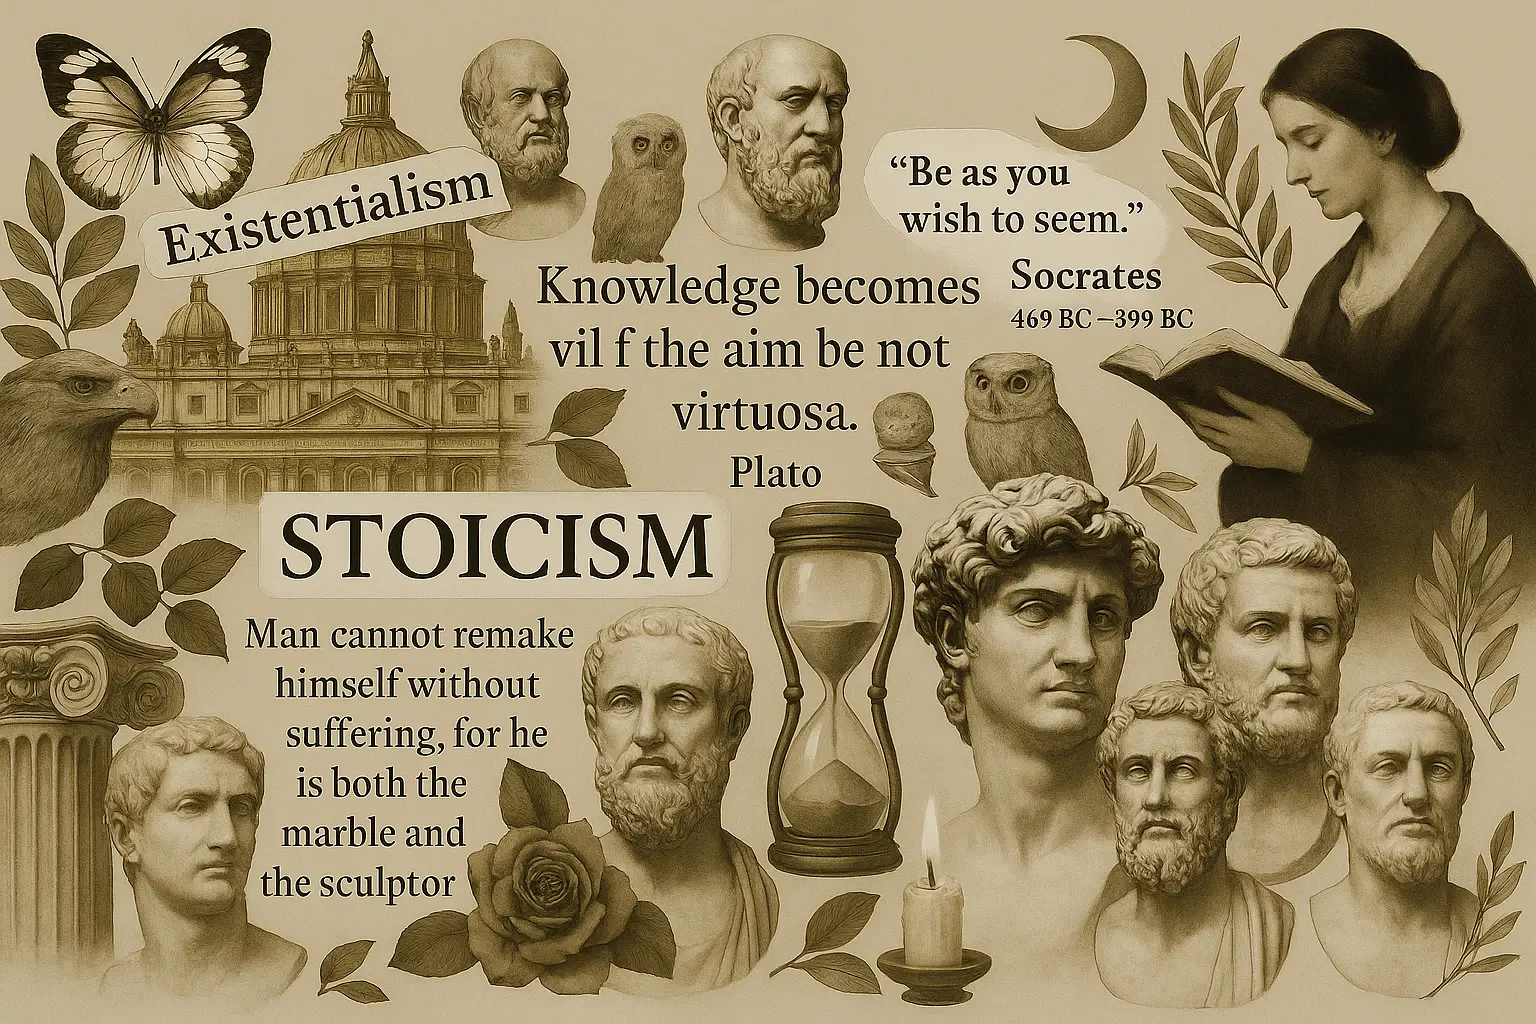 Existentialism
“Be as you
wish to seem.”
Socrates
469 BC – 399 BC
Knowledge becomes
vil f the aim be not
virtuosa.
Plato
STOICISM
Man cannot remake
himself without
suffering, for he
is both the
marble and
the sculptor